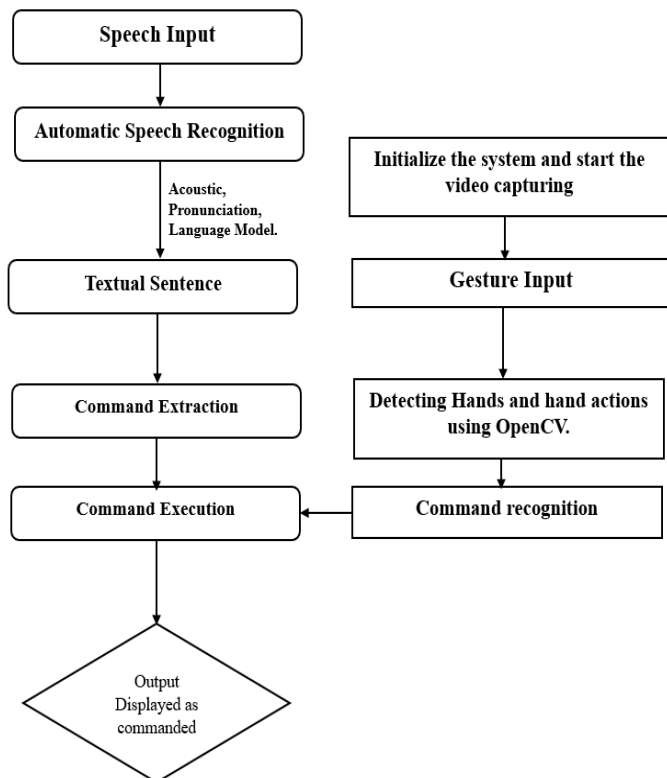 Speech Input
Automatic Speech Recognition
Acoustic,
Pronunciation,
Language Model.
Textual Sentence
Command Extraction
Command Execution
Output
Displayed as
commanded
Initialize the system and start the
video capturing
Gesture Input
Detecting Hands and hand actions
using OpenCV.
Command recognition